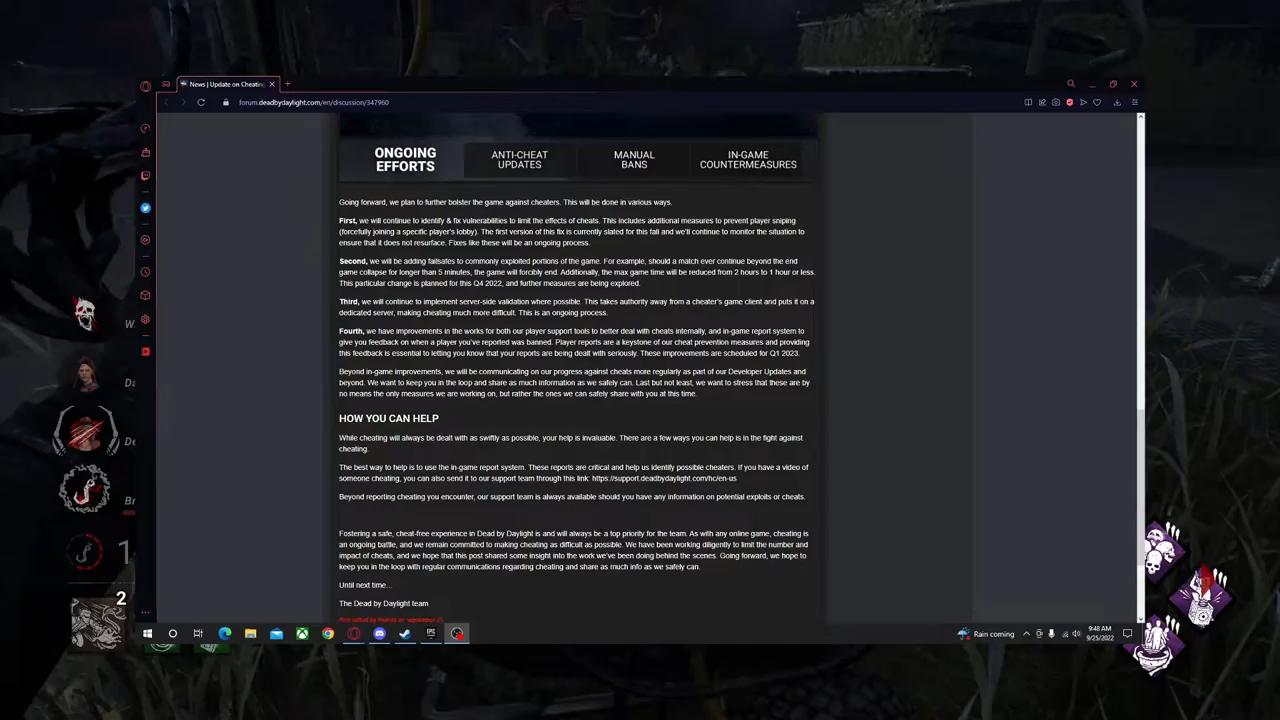 News | Update on Cheating
forum.deadbydaylight.com/en/discussion/347960
ONGOING EFFORTS
ANTI-CHEAT UPDATES
MANUAL BANS
IN-GAME COUNTERMEASURES
Going forward, we plan to further bolster the game against cheaters. This will be done in various ways.
First, we will continue to identify & fix vulnerabilities to limit the effects of cheats. This includes additional measures to prevent player sniping
(forcefully joining a specific player's lobby). The first version of this fix is currently slated for this fall and we'll continue to monitor the situation to
ensure that it does not resurface. Fixes like these will be an ongoing process.
Second, we will be adding failsafes to commonly exploited portions of the game. For example, should a match ever continue beyond the end
game collapse for longer than 5 minutes, the game will forcibly end. Additionally, the max game time will be reduced from 2 hours to 1 hour or less.
This particular change is planned for this Q4 2022, and further measures are being explored.
Third, we will continue to implement server-side validation where possible. This takes authority away from a cheater's game client and puts it on a
dedicated server, making cheating much more difficult. This is an ongoing process.
Fourth, we have improvements in the works for both our player support tools to better deal with cheats internally, and in-game report system to
give you feedback on when a player you've reported was banned. Player reports are a keystone of our cheat prevention measures and providing
this feedback is essential to letting you know that your reports are being dealt with seriously. These improvements are scheduled for Q1 2023.
Beyond in-game improvements, we will be communicating on our progress against cheats more regularly as part of our Developer Updates and
beyond. We want to keep you in the loop and share as much information as we safely can. Last but not least, we want to stress that these are by
no means the only measures we are working on, but rather the ones we can safely share with you at this time.
HOW YOU CAN HELP
While cheating will always be dealt with as swiftly as possible, your help is invaluable. There are a few ways you can help is in the fight against
cheating.
The best way to help is to use the in-game report system. These reports are critical and help us identify possible cheaters. If you have a video of
someone cheating, you can also send it to our support team through this link: https://support.deadbydaylight.com/hc/en-us
Beyond reporting cheating you encounter, our support team is always available should you have any information on potential exploits or cheats.
Fostering a safe, cheat-free experience in Dead by Daylight is and will always be a top priority for the team. As with any online game, cheating is
an ongoing battle, and we remain committed to making cheating as difficult as possible. We have been working diligently to limit the number and
impact of cheats, and we hope that this post shared some insight into the work we've been doing behind the scenes. Going forward, we hope to
keep you in the loop with regular communications regarding cheating and share as much info as we safely can.
Until next time...
The Dead by Daylight team
W
Da
De
Br
1
2
Rain coming
9:48 AM
9/25/2022